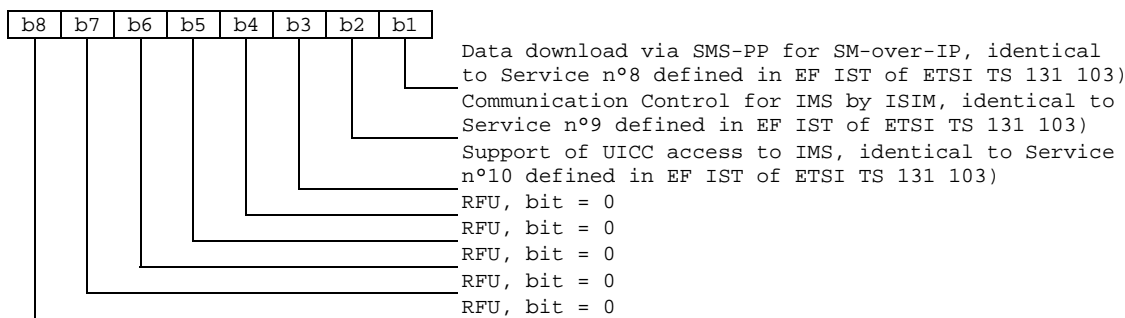 b8 b7 b6 b5 b4 b3 b2 b1
Data download via SMS-PP for SM-over-IP, identical
to Service n°8 defined in EF IST of ETSI TS 131 103)
Communication Control for IMS by ISIM, identical to
Service n°9 defined in EF IST of ETSI TS 131 103)
Support of UICC access to IMS, identical to Service
n°10 defined in EF IST of ETSI TS 131 103)
RFU, bit = 0
RFU, bit = 0
RFU, bit = 0
RFU, bit = 0
RFU, bit = 0